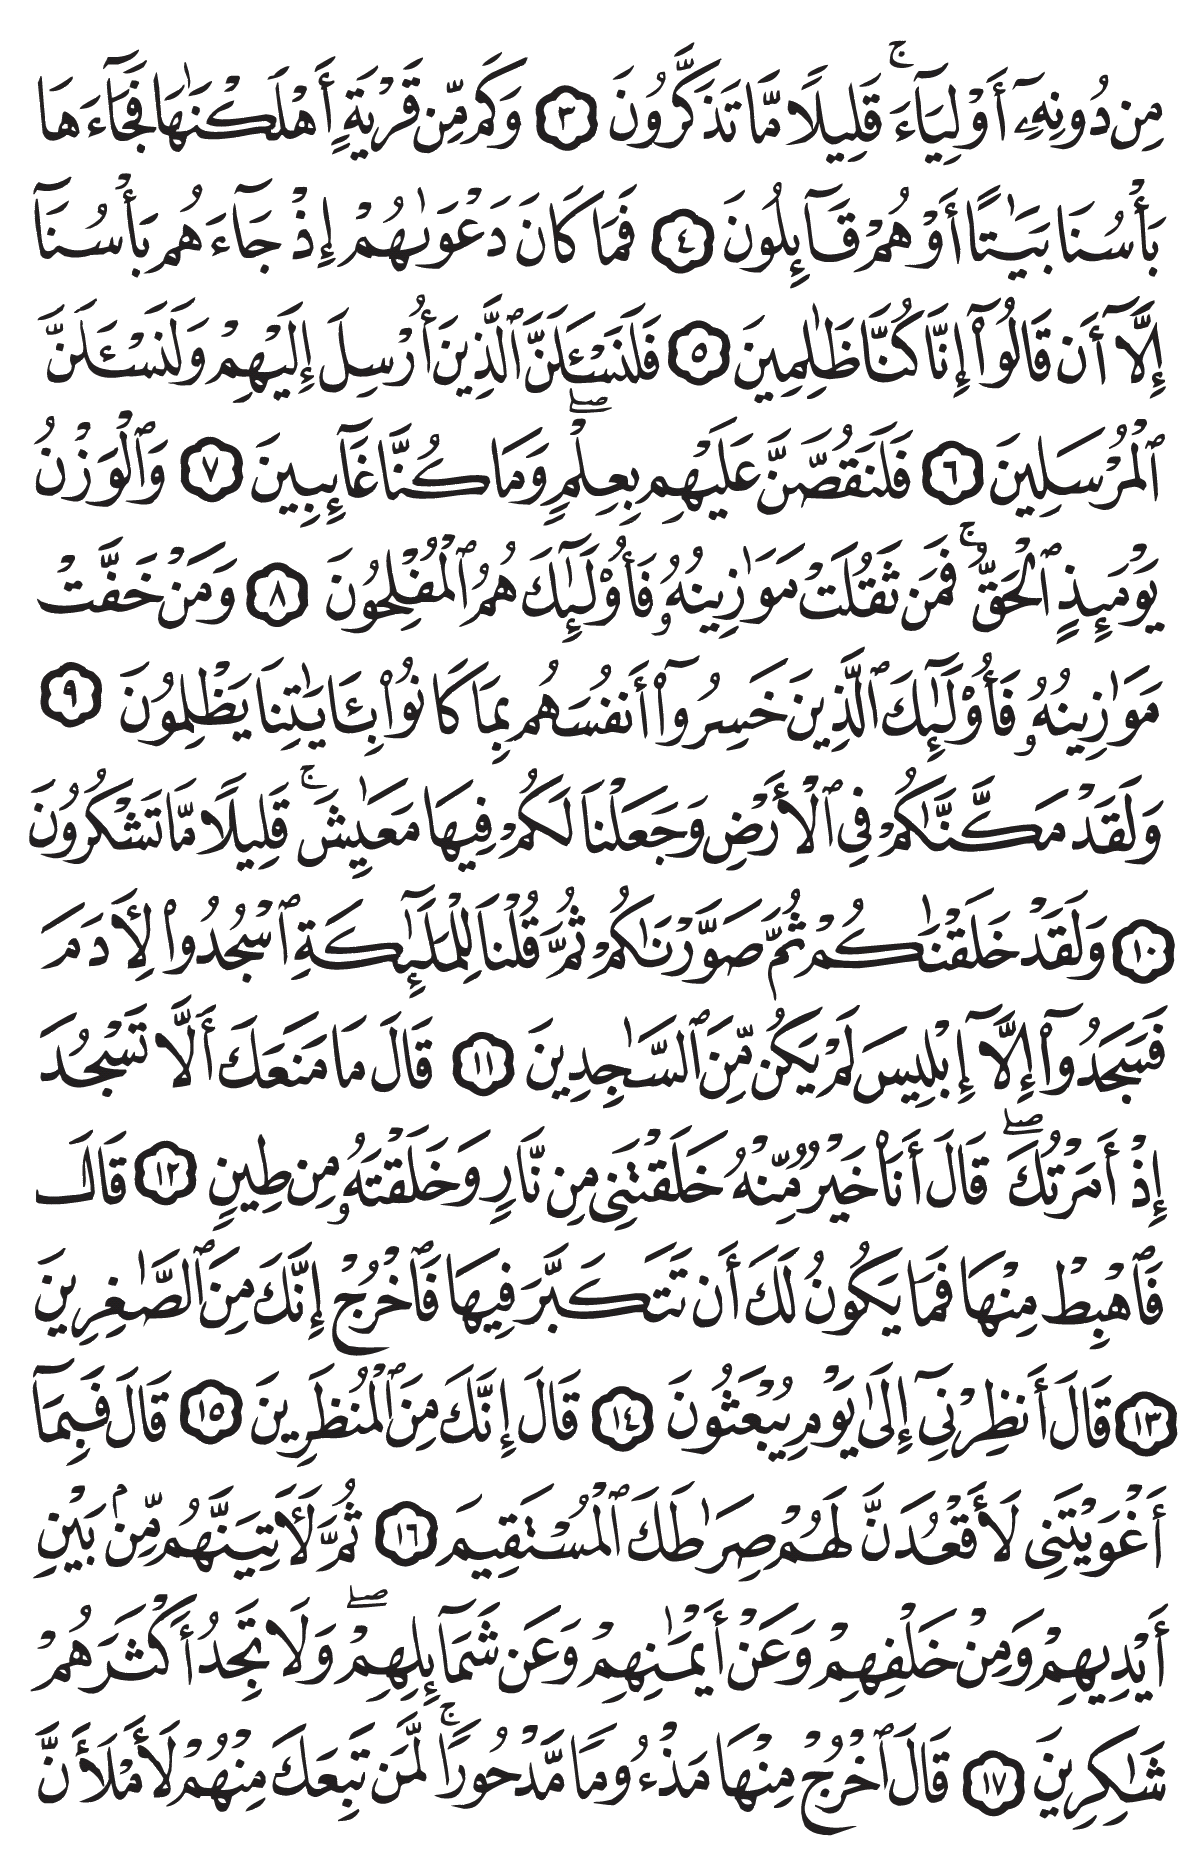 مِن دُونِهِۦٓ أَوْلِيَآءَ ۗ قَلِيلًا مَّا تَذَكَّرُونَ ٣ وَكَم مِّن قَرْيَةٍ أَهْلَكْنَٰهَا فَجَآءَهَا
بَأْسُنَا بَيَٰتًا أَوْ هُمْ قَآئِلُونَ ٤ فَمَا كَانَ دَعْوَىٰهُمْ إِذْ جَآءَهُم بَأْسُنَآ
إِلَّآ أَن قَالُوٓا۟ إِنَّا كُنَّا ظَٰلِمِينَ ٥ فَلَنَسْـَٔلَنَّ ٱلَّذِينَ أُرْسِلَ إِلَيْهِمْ وَلَنَسْـَٔلَنَّ
ٱلْمُرْسَلِينَ ٦ فَلَنَقُصَّنَّ عَلَيْهِم بِعِلْمٍ ۖ وَمَا كُنَّا غَآئِبِينَ ٧ وَٱلْوَزْنُ
يَوْمَئِذٍ ٱلْحَقُّ ۚ فَمَن ثَقُلَتْ مَوَٰزِينُهُۥ فَأُو۟لَٰٓئِكَ هُمُ ٱلْمُفْلِحُونَ ٨ وَمَنْ خَفَّتْ
مَوَٰزِينُهُۥ فَأُو۟لَٰٓئِكَ ٱلَّذِينَ خَسِرُوٓا۟ أَنفُسَهُم بِمَا كَانُوا۟ بِـَٔايَٰتِنَا يَظْلِمُونَ ٩
وَلَقَدْ مَكَّنَّٰكُمْ فِى ٱلْأَرْضِ وَجَعَلْنَا لَكُمْ فِيهَا مَعَٰيِشَ ۗ قَلِيلًا مَّا تَشْكُرُونَ
١٠ وَلَقَدْ خَلَقْنَٰكُمْ ثُمَّ صَوَّرْنَٰكُمْ ثُمَّ قُلْنَا لِلْمَلَٰٓئِكَةِ ٱسْجُدُوا۟ لِـَٔادَمَ
فَسَجَدُوٓا۟ إِلَّآ إِبْلِيسَ لَمْ يَكُن مِّنَ ٱلسَّٰجِدِينَ ١١ قَالَ مَا مَنَعَكَ أَلَّا تَسْجُدَ
إِذْ أَمَرْتُكَ ۖ قَالَ أَنَا۠ خَيْرٌ مِّنْهُ خَلَقْتَنِى مِن نَّارٍ وَخَلَقْتَهُۥ مِن طِينٍ ١٢ قَالَ
فَٱهْبِطْ مِنْهَا فَمَا يَكُونُ لَكَ أَن تَتَكَبَّرَ فِيهَا فَٱخْرُجْ إِنَّكَ مِنَ ٱلصَّٰغِرِينَ
١٣ قَالَ أَنظِرْنِىٓ إِلَىٰ يَوْمِ يُبْعَثُونَ ١٤ قَالَ إِنَّكَ مِنَ ٱلْمُنظَرِينَ ١٥ قَالَ فَبِمَآ
أَغْوَيْتَنِى لَأَقْعُدَنَّ لَهُمْ صِرَٰطَكَ ٱلْمُسْتَقِيمَ ١٦ ثُمَّ لَـَٔاتِيَنَّهُم مِّنۢ بَيْنِ
أَيْدِيهِمْ وَمِنْ خَلْفِهِمْ وَعَنْ أَيْمَٰنِهِمْ وَعَن شَمَآئِلِهِمْ ۖ وَلَا تَجِدُ أَكْثَرَهُمْ
شَٰكِرِينَ ١٧ قَالَ ٱخْرُجْ مِنْهَا مَذْءُومًا مَّدْحُورًا ۖ لَّمَن تَبِعَكَ مِنْهُمْ لَأَمْلَأَنَّ